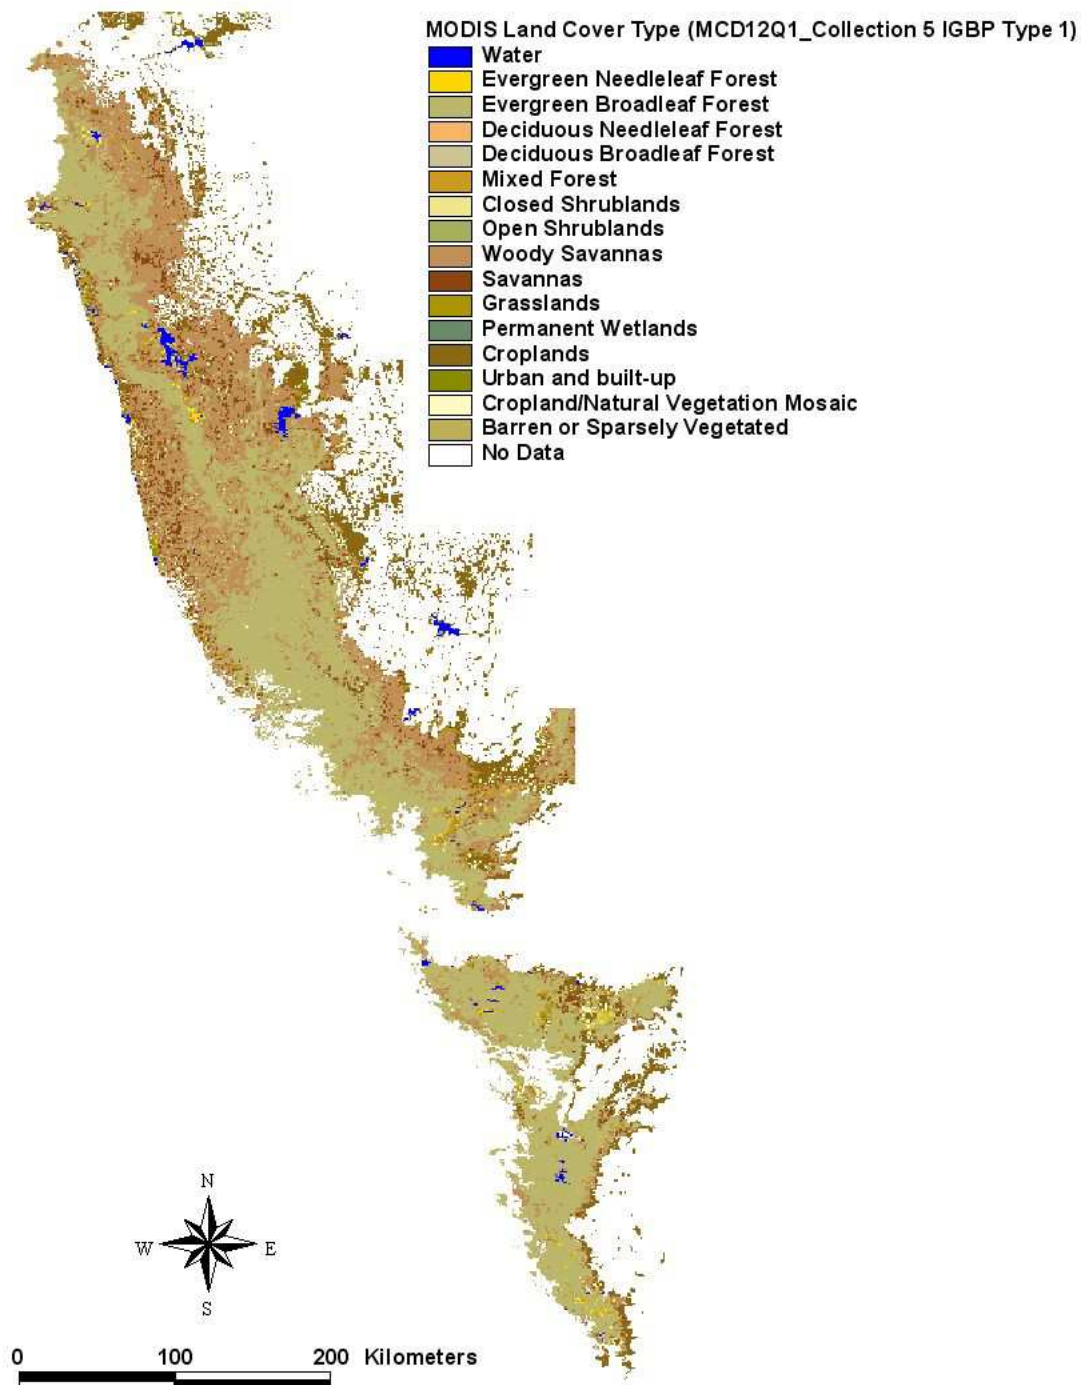 MODIS Land Cover Type (MCD12Q1_Collection 5 IGBP Type 1)
Water
Evergreen Needleleaf Forest
Evergreen Broadleaf Forest
Deciduous Needleleaf Forest
Deciduous Broadleaf Forest
Mixed Forest
Closed Shrublands
Open Shrublands
Woody Savannas
Savannas
Grasslands
Permanent Wetlands
Croplands
Urban and built-up
Cropland/Natural Vegetation Mosaic
Barren or Sparsely Vegetated
No Data
N
W E
S
0 100 200 Kilometers